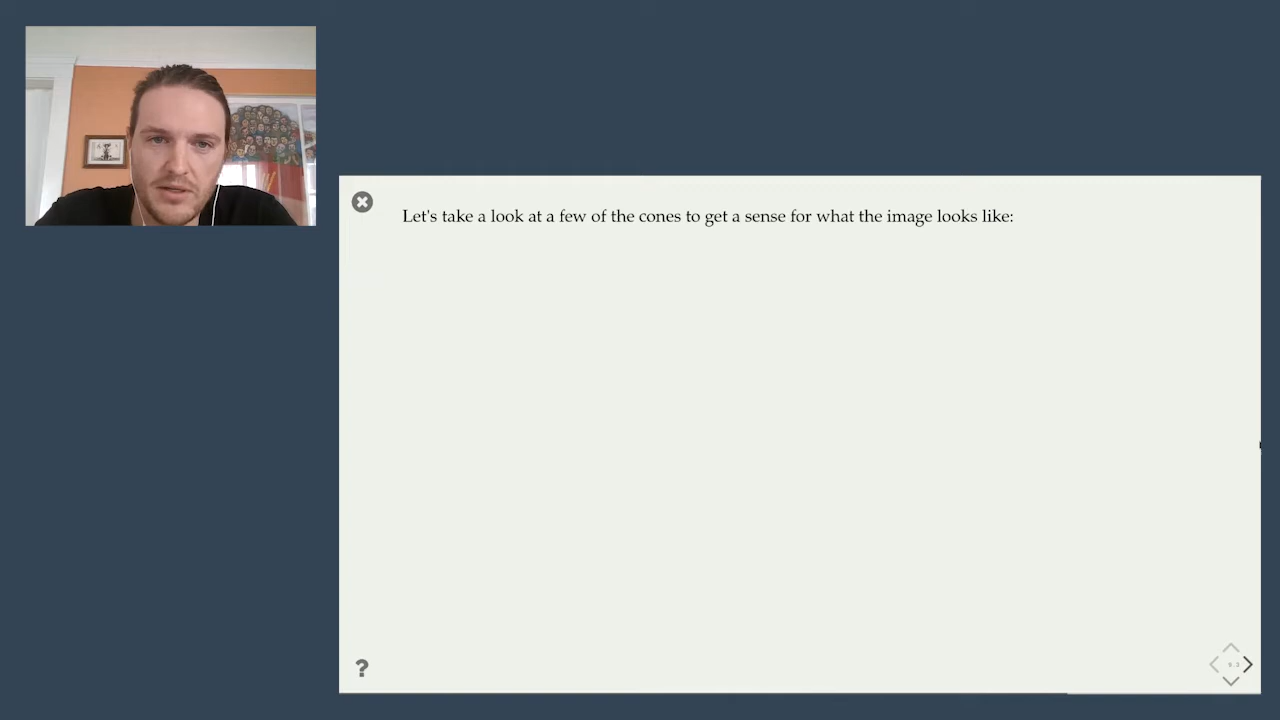 Let's take a look at a few of the cones to get a sense for what the image looks like:
?